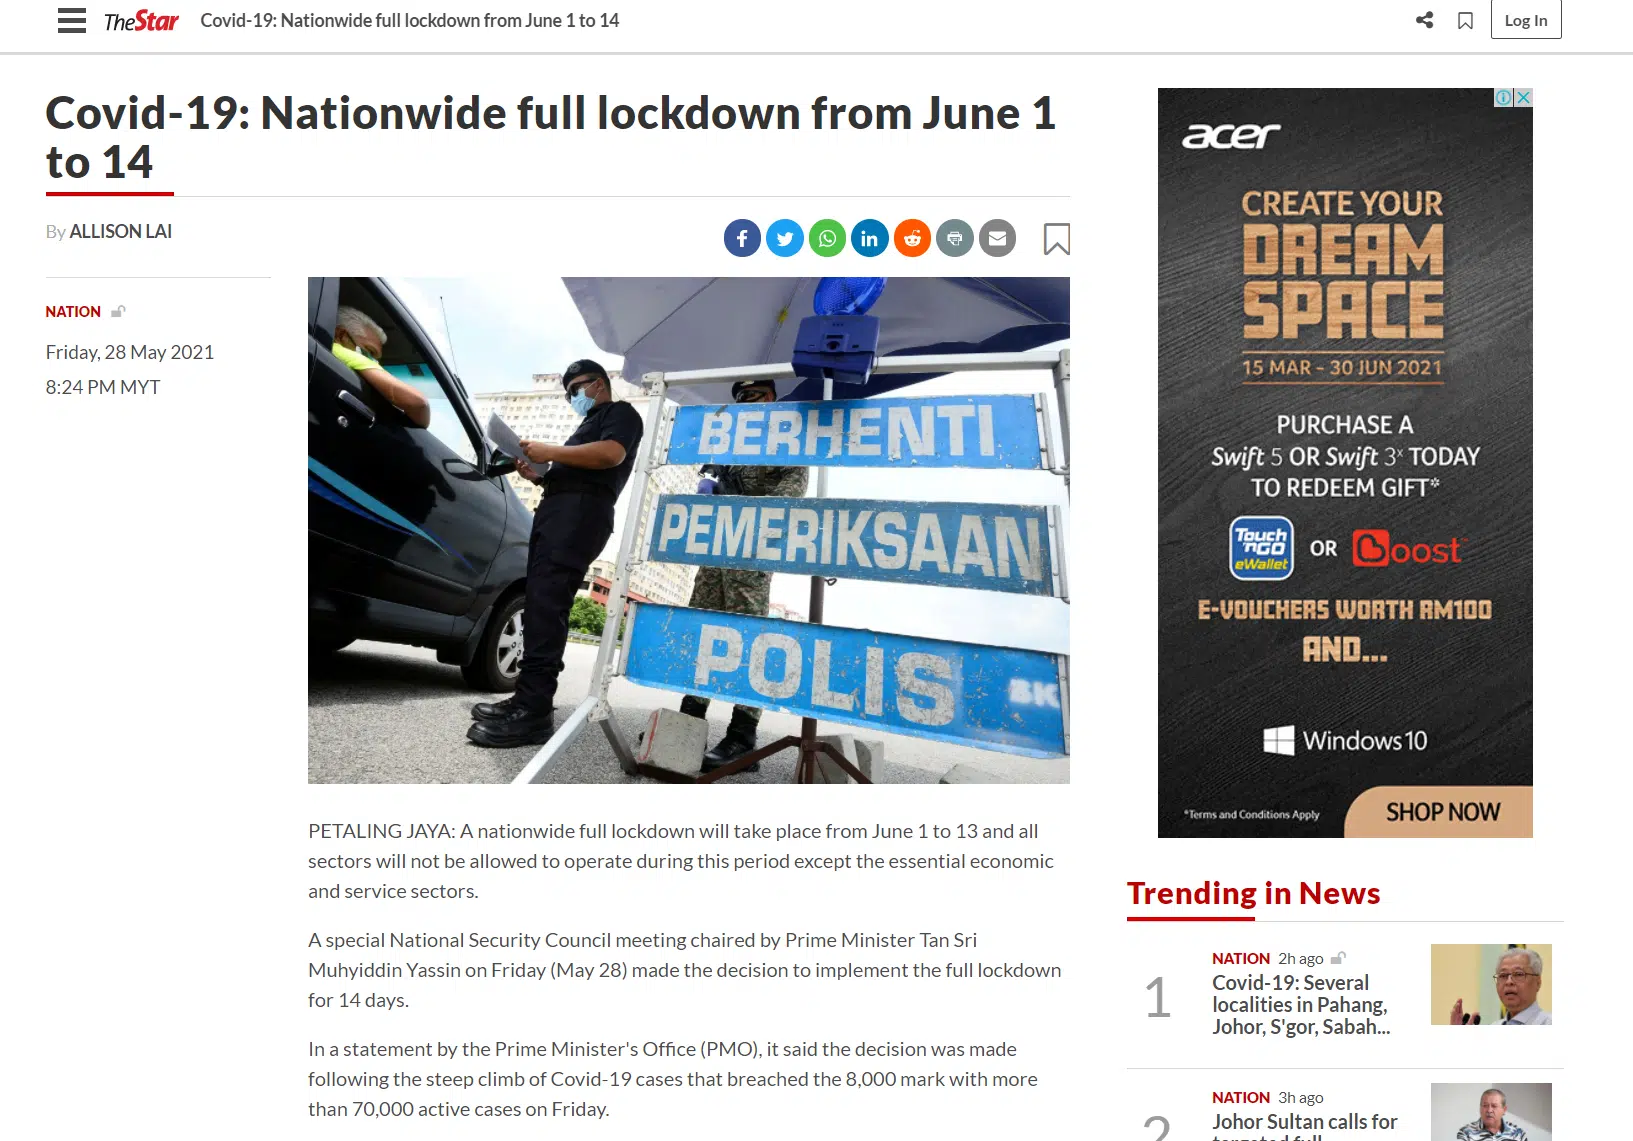 TheStar Covid-19: Nationwide full lockdown from June 1 to 14
Log In
Covid-19: Nationwide full lockdown from June 1
to 14
By ALLISON LAI
NATION
Friday, 28 May 2021
8:24 PM MYT
BERHENTI
PEMERIKSAAN
POLIS
PETALING JAYA: A nationwide full lockdown will take place from June 1 to 13 and all
sectors will not be allowed to operate during this period except the essential economic
and service sectors.
A special National Security Council meeting chaired by Prime Minister Tan Sri
Muhyiddin Yassin on Friday (May 28) made the decision to implement the full lockdown
for 14 days.
In a statement by the Prime Minister's Office (PMO), it said the decision was made
following the steep climb of Covid-19 cases that breached the 8,000 mark with more
than 70,000 active cases on Friday.
acer
CREATE YOUR
DREAM
SPACE
15 MAR - 30 JUN 2021
PURCHASE A
Swift 5 OR Swift 3x TODAY
TO REDEEM GIFT*
Touch
'nGO
eWallet
OR
Boost
E-VOUCHERS WORTH RM100
AND...
Windows 10
*Terms and Conditions Apply
SHOP NOW
Trending in News
1
NATION 2h ago
Covid-19: Several
localities in Pahang,
Johor, S'gor, Sabah...
2
NATION 3h ago
Johor Sultan calls for